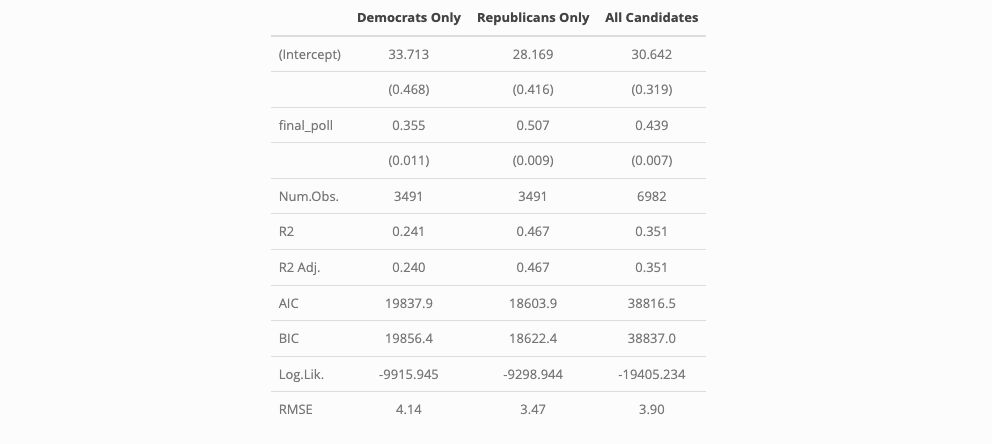 Democrats Only Republicans Only All Candidates
(Intercept) 33.713 28.169 30.642
(0.468) (0.416) (0.319)
final_poll 0.355 0.507 0.439
(0.011) (0.009) (0.007)
Num.Obs. 3491 3491 6982
R2 0.241 0.467 0.351
R2 Adj. 0.240 0.467 0.351
AIC 19837.9 18603.9 38816.5
BIC 19856.4 18622.4 38837.0
Log.Lik. -9915.945 -9298.944 -19405.234
RMSE 4.14 3.47 3.90